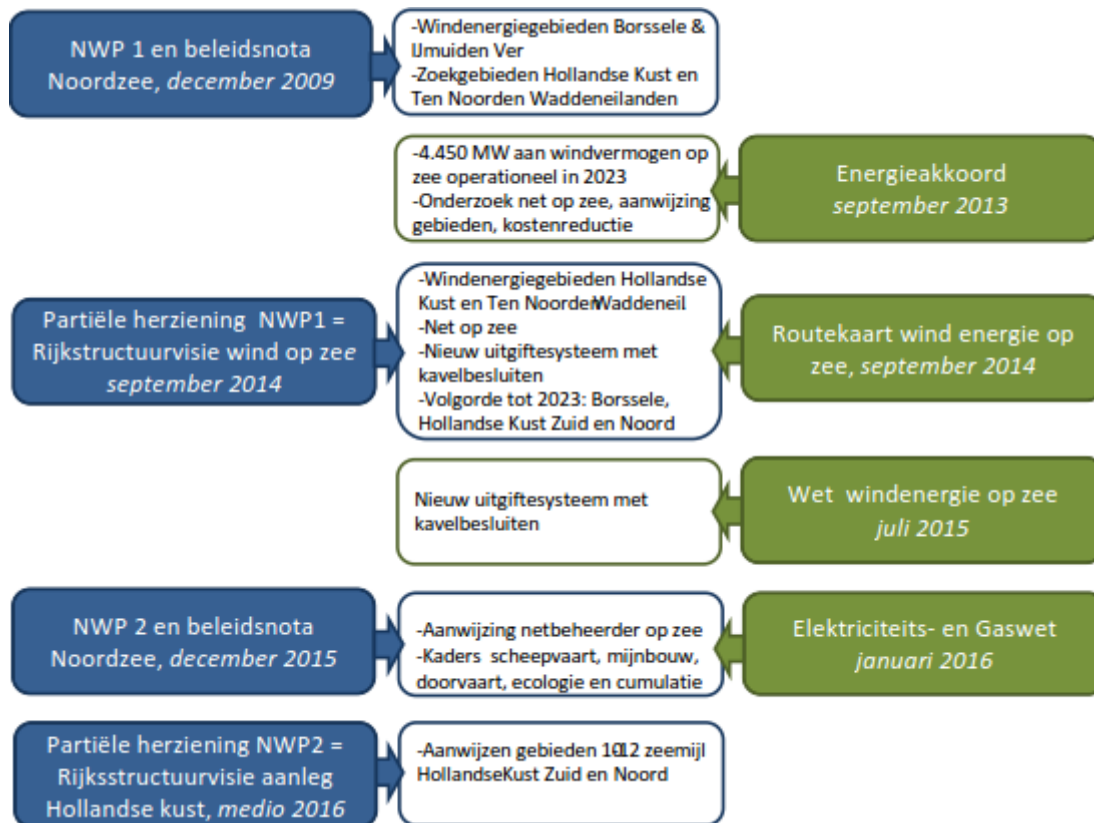 NWP 1 en beleidsnota
Noordzee, december 2009
-Windenergiegebieden Borssele &
IJmuiden Ver
-Zoekgebieden Hollandse Kust en
Ten Noorden Waddeneilanden
-4.450 MW aan windvermogen op
zee operationeel in 2023
-Onderzoek net op zee, aanwijzing
gebieden, kostenreductie
Energieakkoord
september 2013
Partiële herziening NWP1 =
Rijkstructuurvisie wind op zee
september 2014
-Windenergiegebieden Hollandse
Kust en Ten Noorden Waddeneil
-Net op zee
-Nieuw uitgiftesysteem met
kavelbesluiten
-Volgorde tot 2023: Borssele,
Hollandse Kust Zuid en Noord
Routekaart wind energie op
zee, september 2014
Nieuw uitgiftesysteem met
kavelbesluiten
Wet windenergie op zee
juli 2015
NWP 2 en beleidsnota
Noordzee, december 2015
-Aanwijzing netbeheerder op zee
-Kaders scheepvaart, mijnbouw,
doorvaart, ecologie en cumulatie
Elektriciteits- en Gaswet
januari 2016
Partiële herziening NWP2 =
Rijksstructuurvisie aanleg
Hollandse kust, medio 2016
-Aanwijzen gebieden 10-12 zeemijl
HollandseKust Zuid en Noord